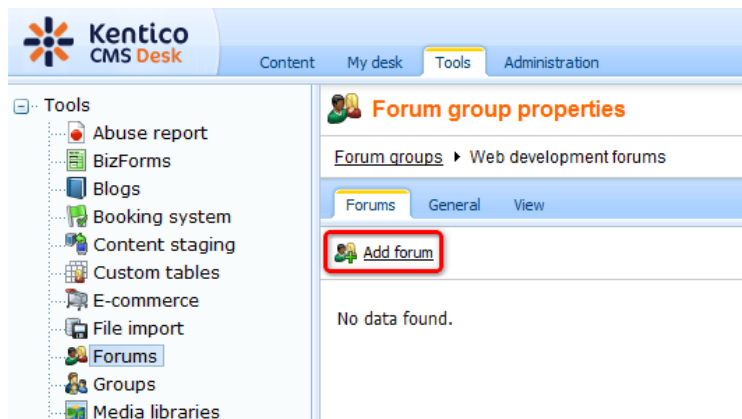 Kentico
CMS Desk
Content My desk Tools Administration
Tools
Abuse report
BizForms
Blogs
Booking system
Content staging
Custom tables
E-commerce
File import
Forums
Groups
Media libraries
Forum group properties
Forum groups Web development forums
Forums General View
Add forum
No data found.